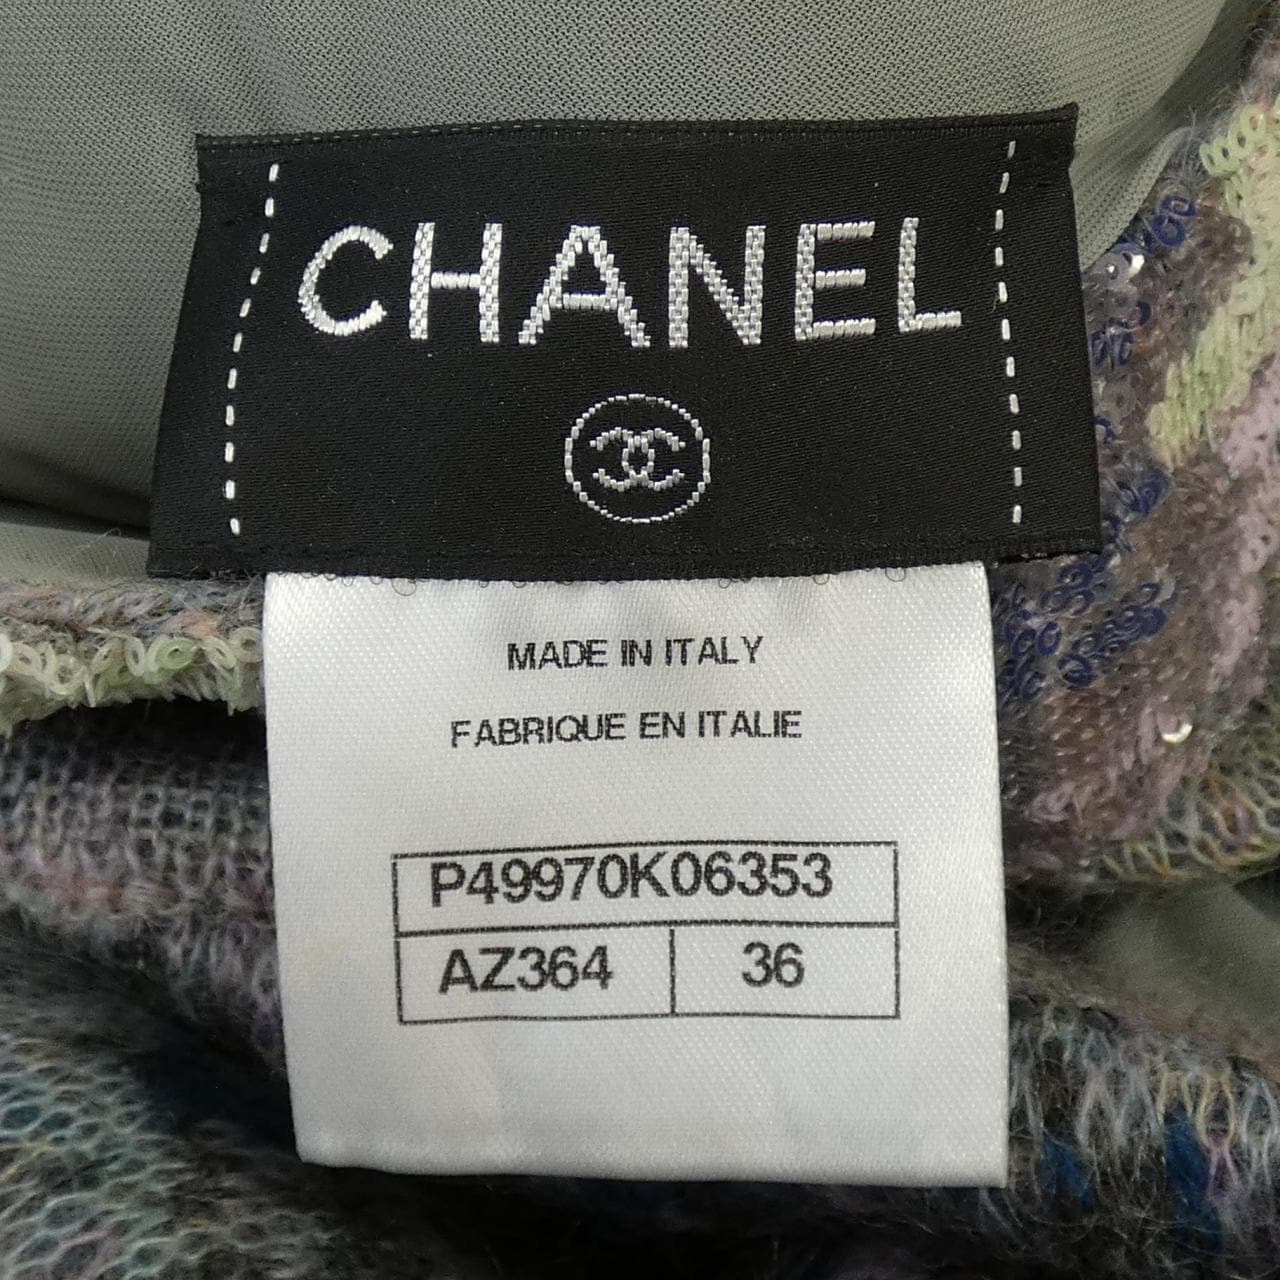 CHANEL
MADE IN ITALY
FABRIQUE EN ITALIE
P49970K06353
AZ364 36